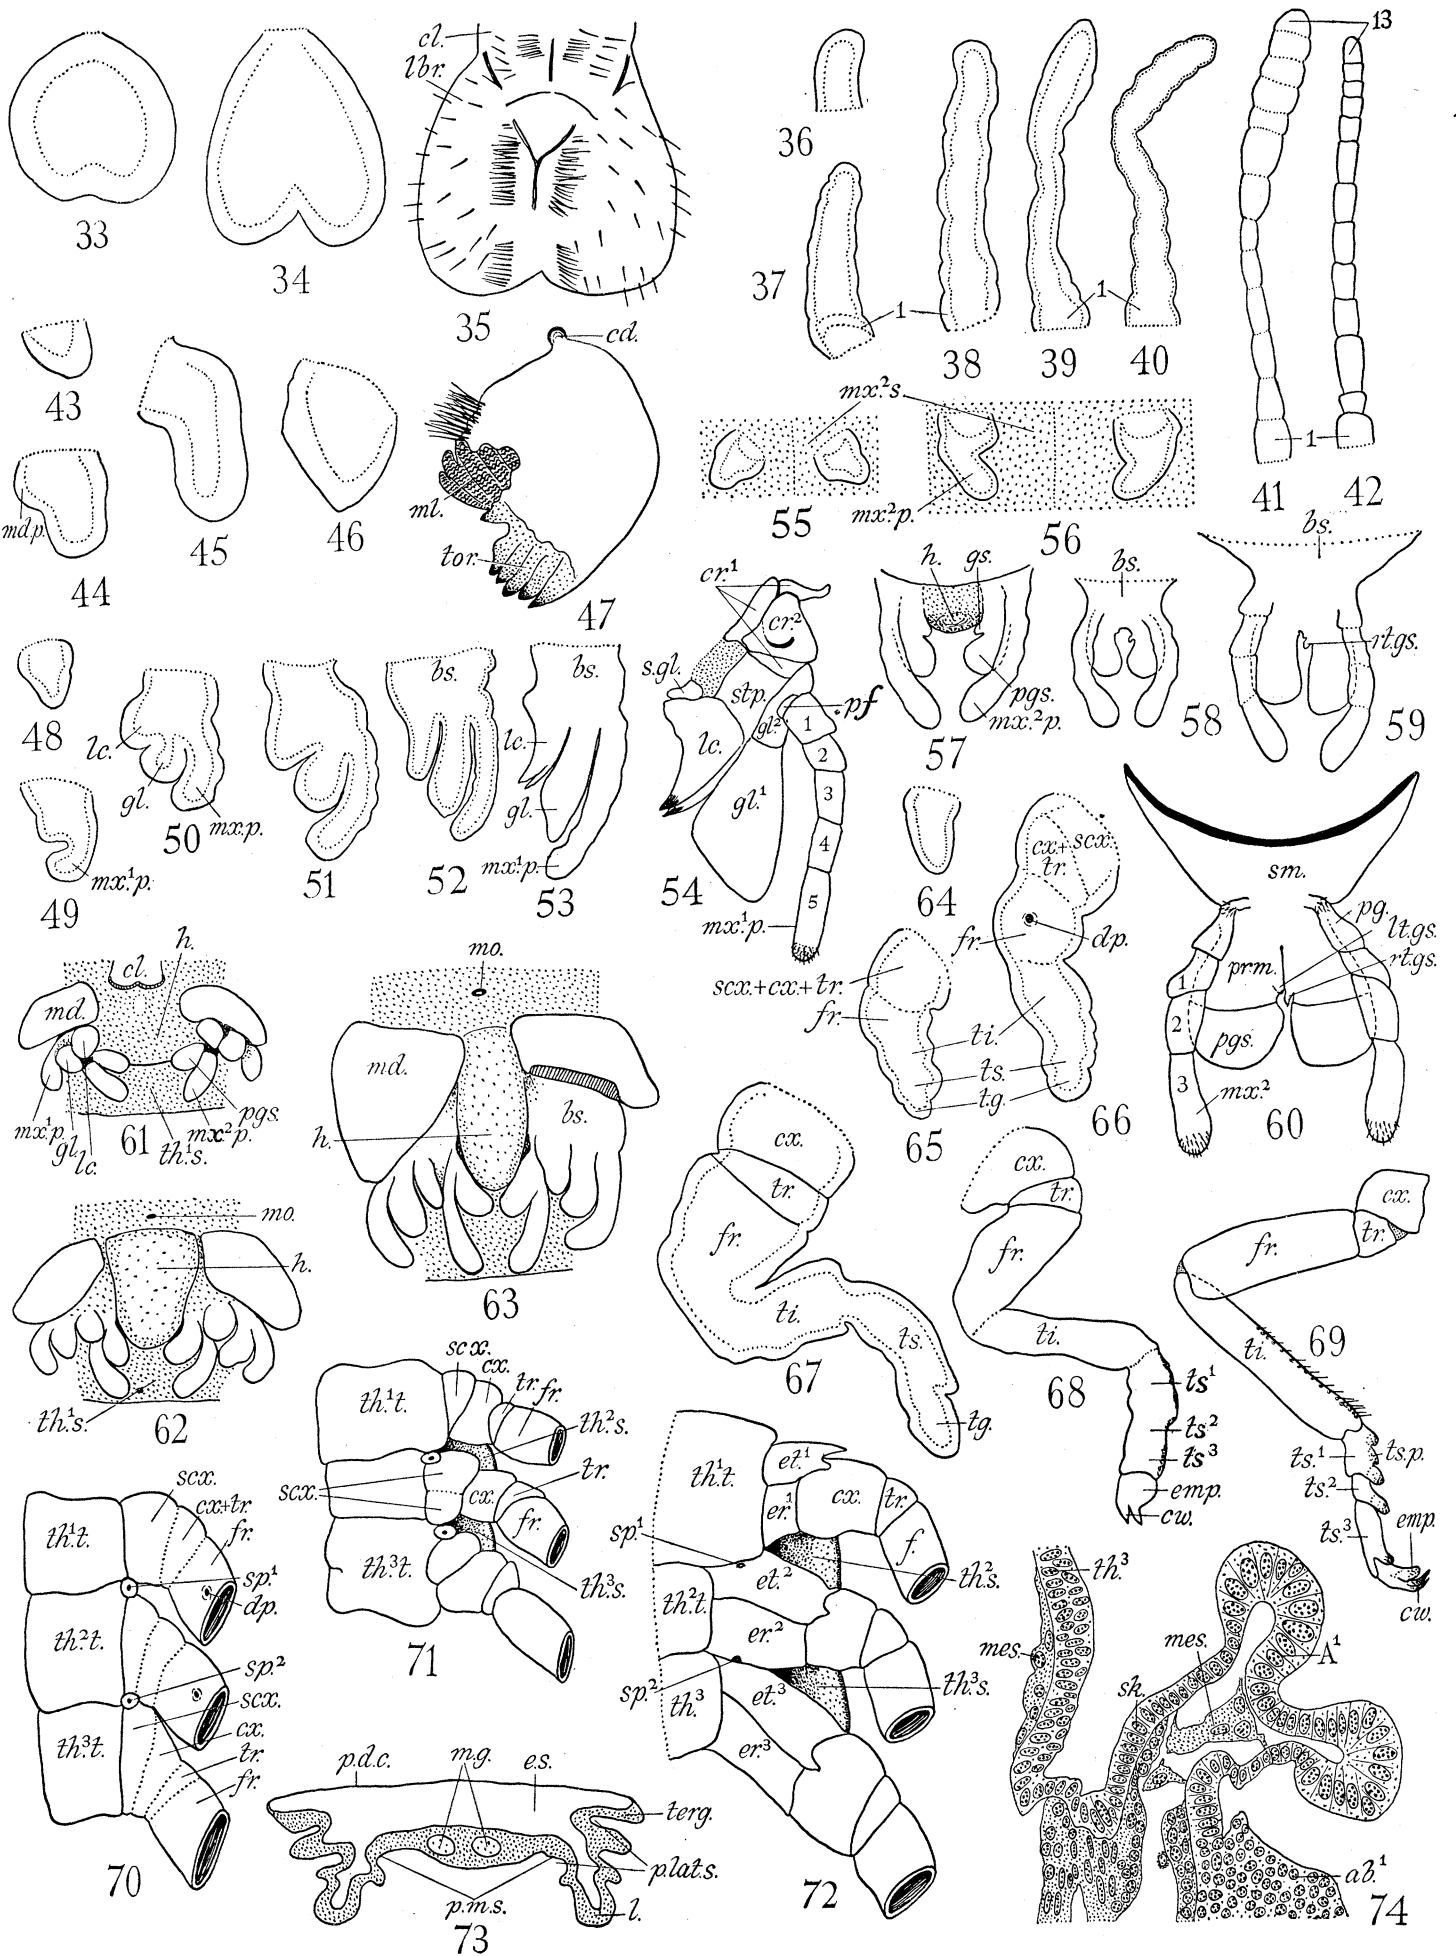 cl.
lbr.
33
34
35
36
37
1
38
39
1
40
13
41
1
42
43
md.p.
44
45
46
cd.
ml.
tor.
47
mx.²s.
55
mx.²p.
56
48
lc.
gl.
50
mx.p.
49
mx.¹p.
51
bs.
52
bs.
lc.
gl.
mx.¹p.
53
cr.¹
cr.²
s.gl.
stp.
pf
lc.
gl.²
gl.¹
1
2
3
4
5
mx.¹p.
54
h.
gs.
pgs.
mx.²p.
57
bs.
58
bs.
rt.gs.
59
sm.
pg.
lt.gs.
rt.gs.
prm.
pgs.
1
2
3
mx.²
60
h.
cl.
md.
mx.¹p.
gl.
lc.
61
th.¹s.
mx.²p.
pgs.
mo.
h.
th.¹s.
62
mo.
md.
h.
bs.
63
64
scx.+cx.+tr.
fr.
65
cx.+
tr.
scx.
fr.
dp.
ti.
ts.
tg.
66
cx.
tr.
fr.
ti.
ts.
tg.
67
cx.
tr.
fr.
ti.
ts¹
ts²
ts³
emp.
cw.
68
cx.
tr.
fr.
ti.
69
ts.¹
ts.p.
ts.²
ts.³
emp.
cw.
th.¹t.
scx.
cx+tr.
fr.
sp.¹
dp.
th.²t.
sp.²
scx.
cx.
tr.
fr.
th.³t.
70
th.¹t.
scx.
cx.
tr.
fr.
th.²s.
scx.
cx.
tr.
fr.
th.³t.
th.³s.
71
th.¹t.
et.¹
er.¹
cx.
tr.
f.
sp.¹
th.²s.
et.²
th.²t.
er.²
sp.²
th.³
et.³
th.³s.
er.³
72
p.d.c.
m.g.
e.s.
terg.
plat.s.
p.m.s.
l.
73
th.³
mes.
mes.
A¹
sk.
ab.¹
74